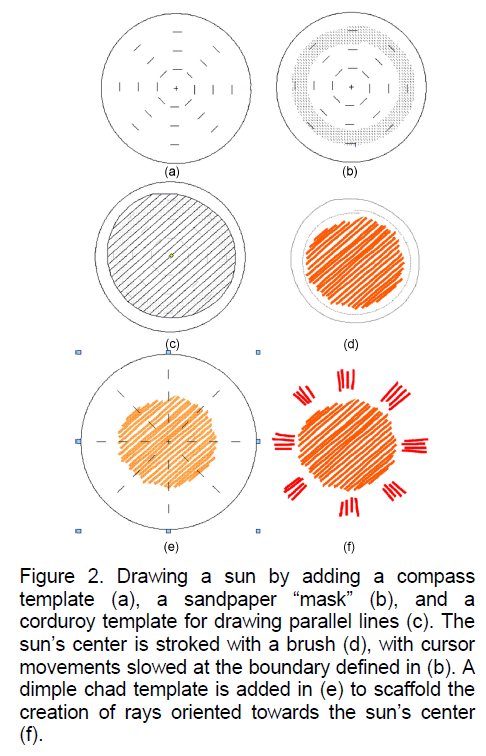 (a)
(b)
(c)
(d)
(e)
(f)
Figure 2. Drawing a sun by adding a compass
template (a), a sandpaper “mask” (b), and a
corduroy template for drawing parallel lines (c). The
sun’s center is stroked with a brush (d), with cursor
movements slowed at the boundary defined in (b). A
dimple chad template is added in (e) to scaffold the
creation of rays oriented towards the sun’s center
(f).